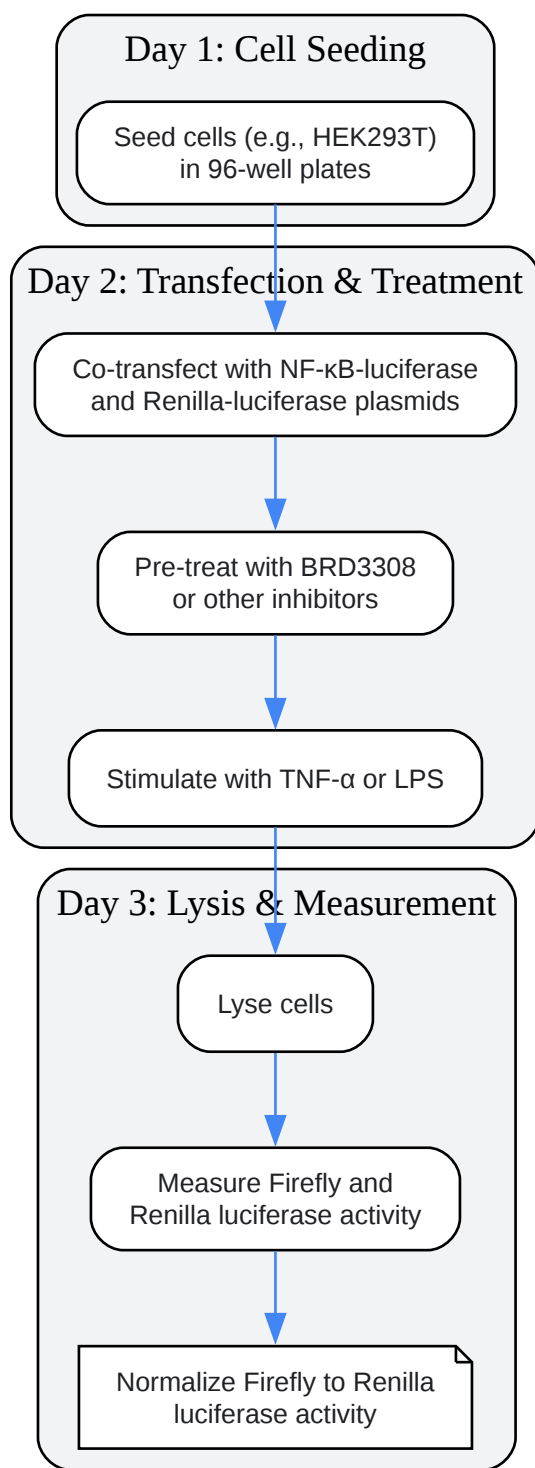 Day 1: Cell Seeding
Seed cells (e.g., HEK293T)
in 96-well plates
Day 2: Transfection & Treatment
Co-transfect with NF-κB-luciferase
and Renilla-luciferase plasmids
Pre-treat with BRD3308
or other inhibitors
Stimulate with TNF-α or LPS
Day 3: Lysis & Measurement
Lyse cells
Measure Firefly and
Renilla luciferase activity
Normalize Firefly to Renilla
luciferase activity